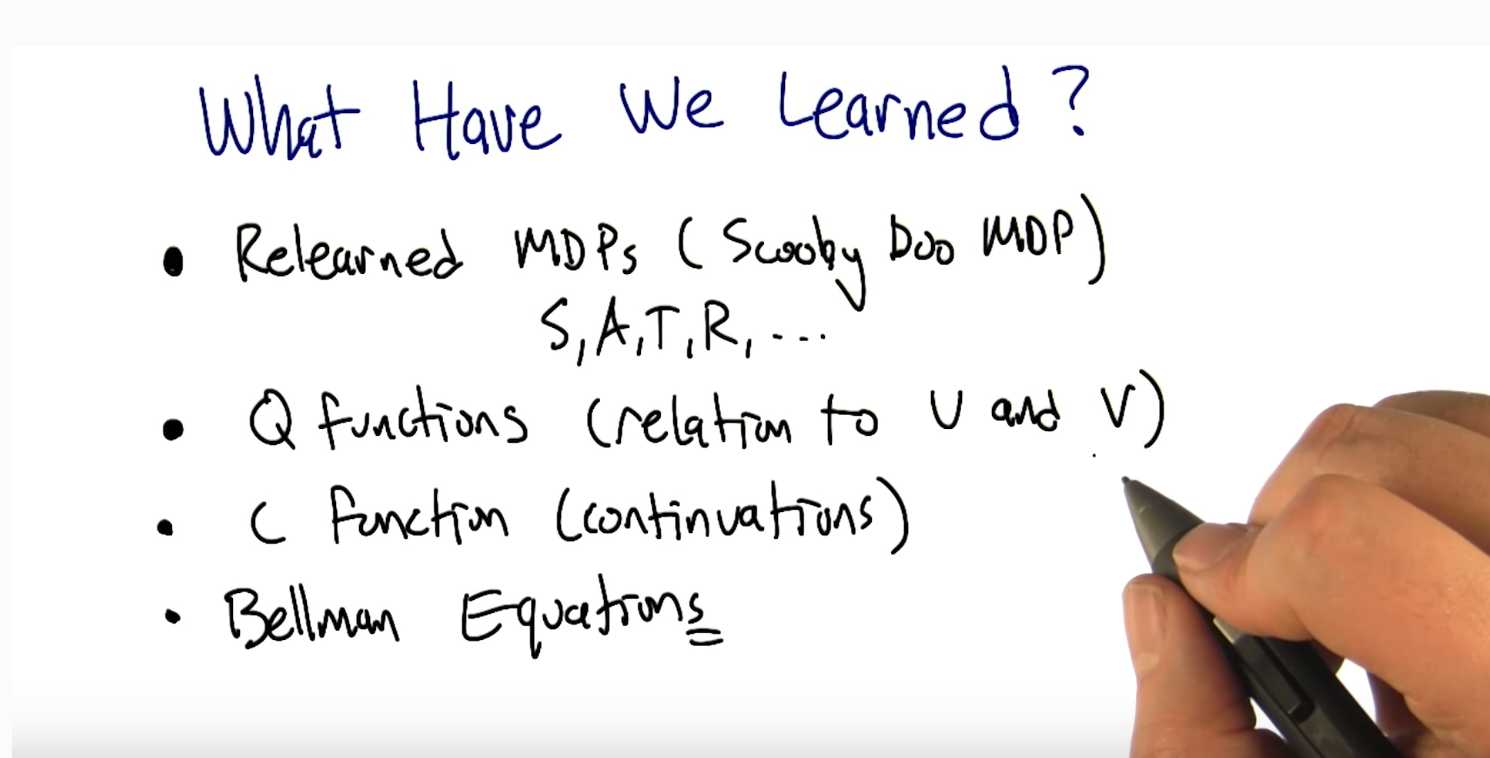 What Have We Learned?
• Relearned MDPs (Scooby Doo MDP)
S, A, T, R, ...
• Q functions (relation to U and V)
• C function (continuations)
• Bellman Equations